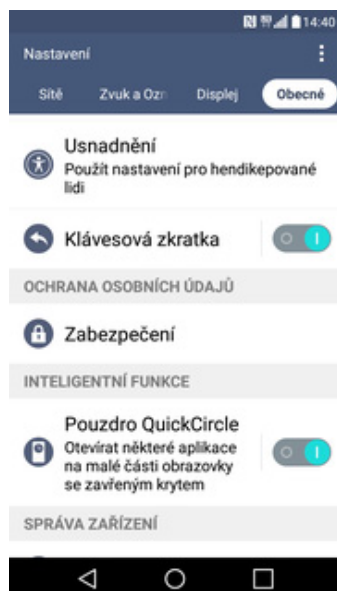 14:40
Nastavení
Sítě Zvuk a Ozn Displej Obecné
Usnadnění
Použít nastavení pro hendikepované
lidi
Klávesová zkratka
OCHRANA OSOBNÍCH ÚDAJŮ
Zabezpečení
INTELIGENTNÍ FUNKCE
Pouzdro QuickCircle
Otevírat některé aplikace
na malé části obrazovky
se zavřeným krytem
SPRÁVA ZAŘÍZENÍ